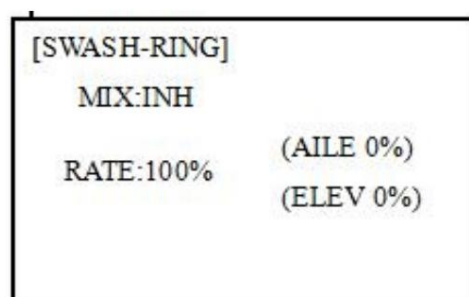 [SWASH-RING]
MIX:INH
(AILE 0%)
RATE:100%
(ELEV 0%)